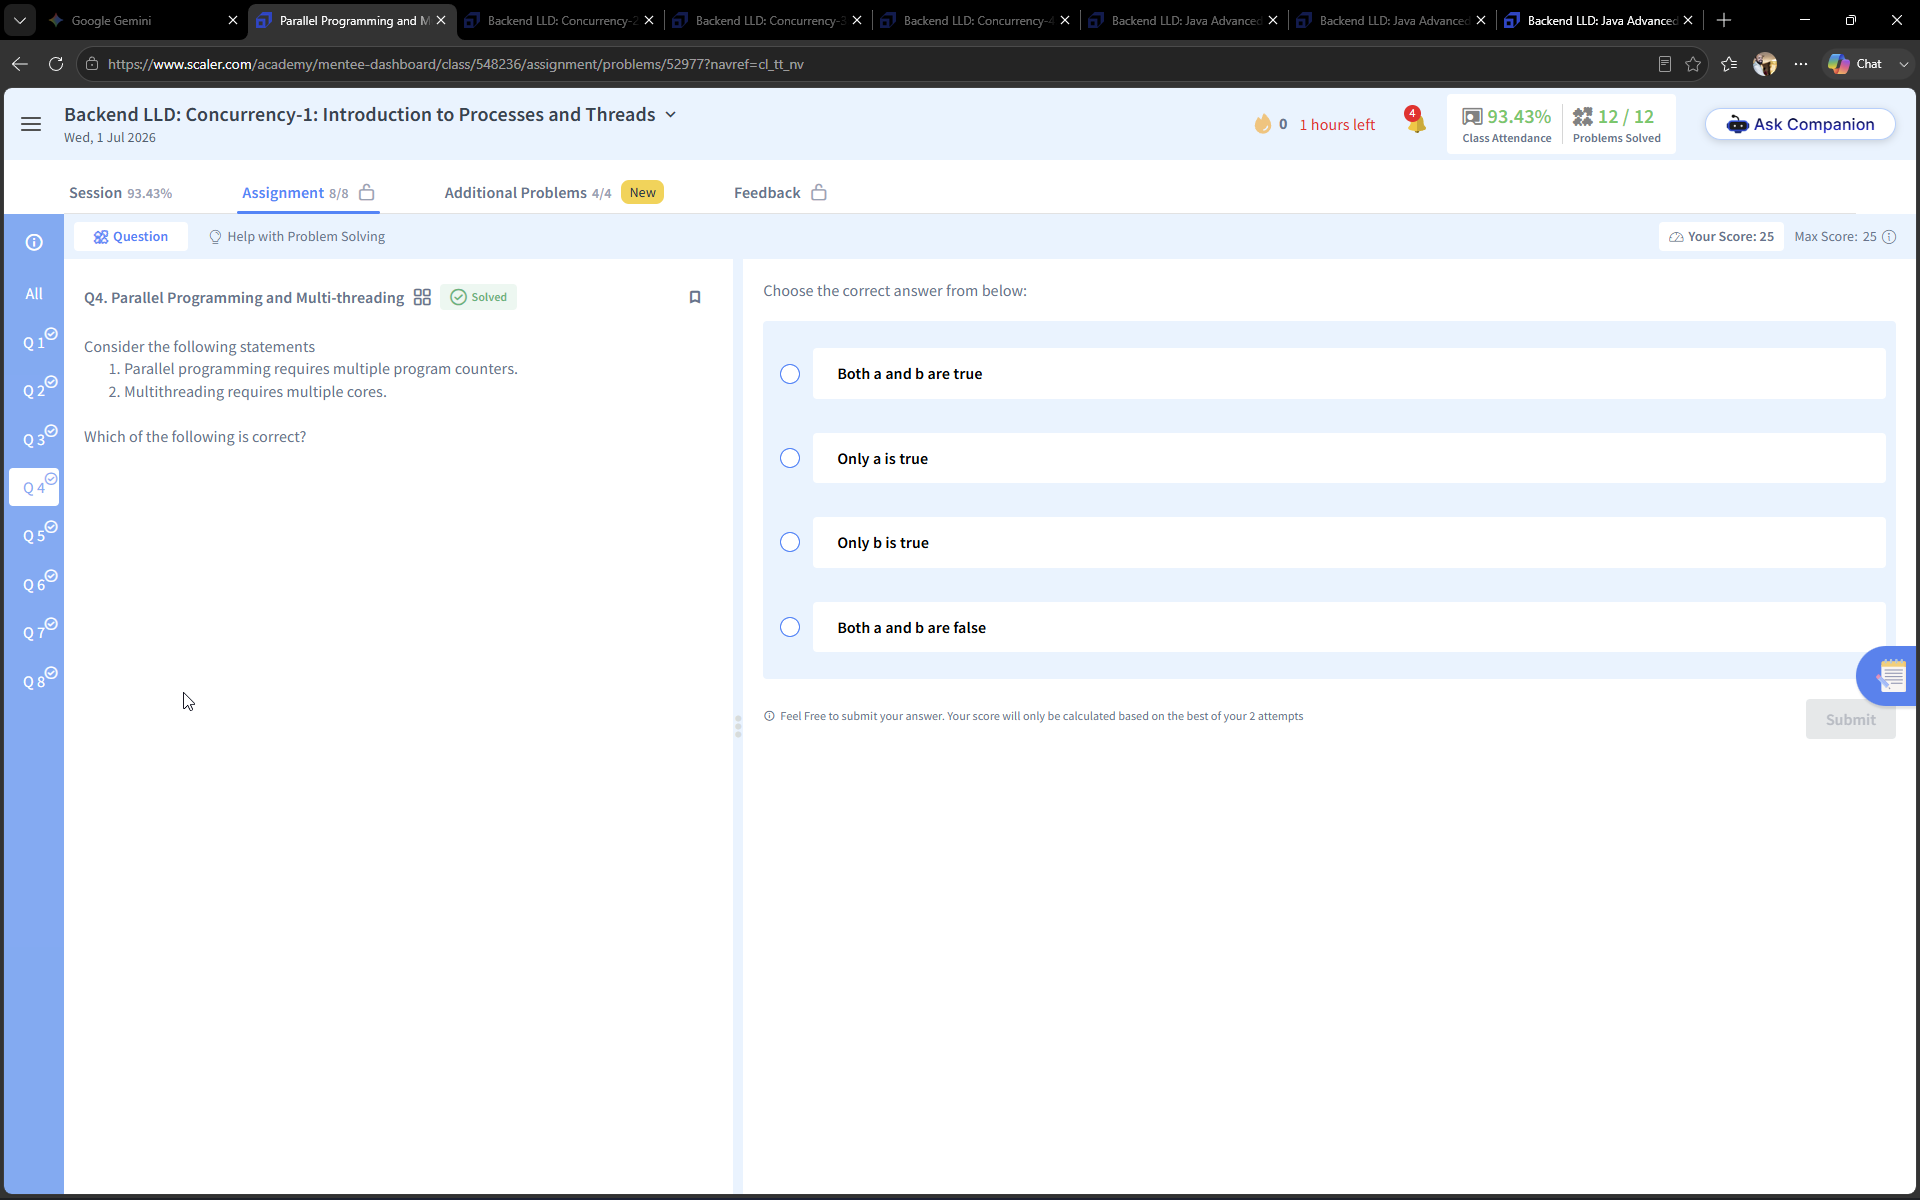 Google Gemini
Parallel Programming and M
Backend LLD: Concurrency-2
Backend LLD: Concurrency-3
Backend LLD: Concurrency-4
Backend LLD: Java Advanced
Backend LLD: Java Advanced
Backend LLD: Java Advanced
https://www.scaler.com/academy/mentee-dashboard/class/548236/assignment/problems/52977?navref=cl_tt_nv
Chat
Backend LLD: Concurrency-1: Introduction to Processes and Threads
Wed, 1 Jul 2026
0
1 hours left
4
93.43%
Class Attendance
12 / 12
Problems Solved
Ask Companion
Session 93.43%
Assignment 8/8
Additional Problems 4/4
New
Feedback
Question
Help with Problem Solving
Your Score: 25
Max Score: 25
All
Q 1
Q 2
Q 3
Q 4
Q 5
Q 6
Q 7
Q 8
Q4. Parallel Programming and Multi-threading
Solved
Consider the following statements
1. Parallel programming requires multiple program counters.
2. Multithreading requires multiple cores.
Which of the following is correct?
Choose the correct answer from below:
Both a and b are true
Only a is true
Only b is true
Both a and b are false
Feel Free to submit your answer. Your score will only be calculated based on the best of your 2 attempts
Submit